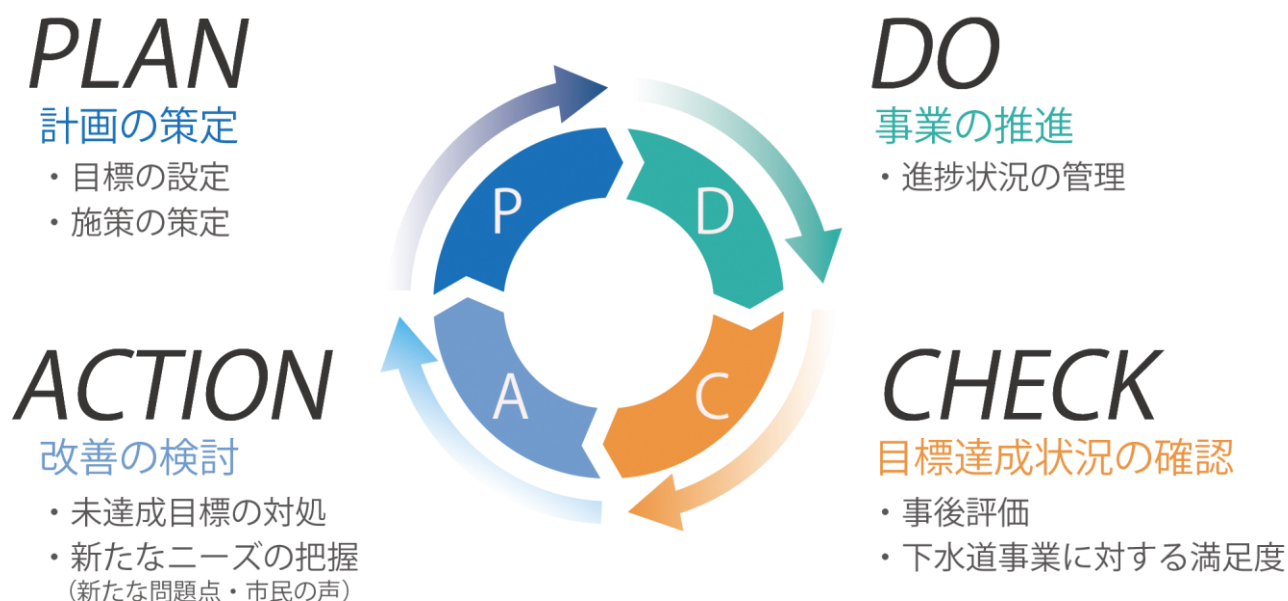 PLAN
計画の策定
・目標の設定
・施策の策定
DO
事業の推進
・進捗状況の管理
P
D
A
C
ACTION
改善の検討
・未達成目標の対処
・新たなニーズの把握
（新たな問題点・市民の声）
CHECK
目標達成状況の確認
・事後評価
・下水道事業に対する満足度